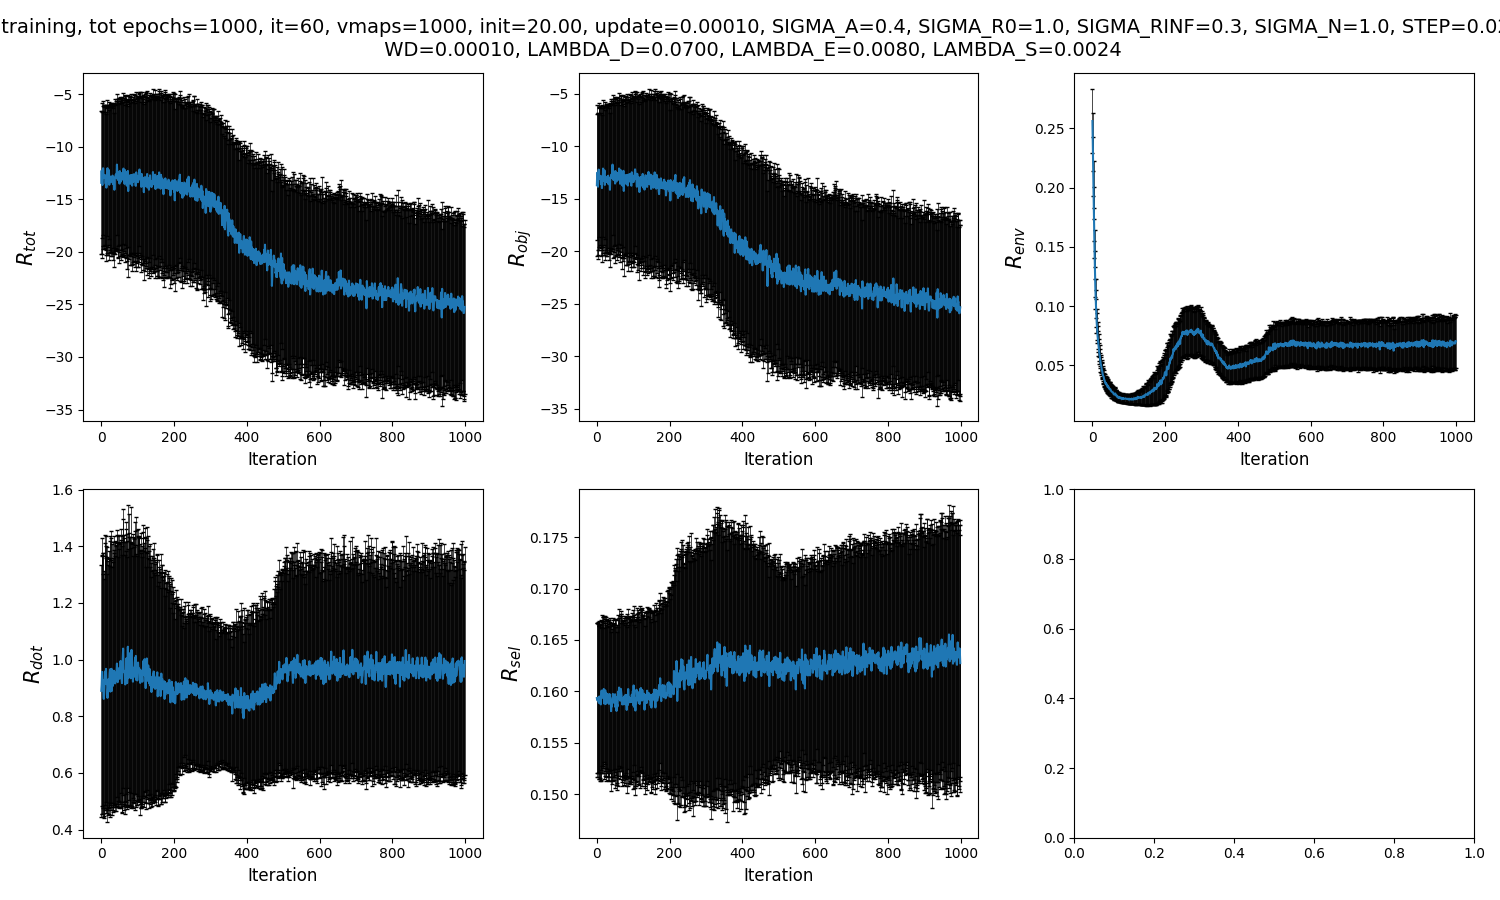 training, tot epochs=1000, it=60, vmaps=1000, init=20.00, update=0.00010, SIGMA_A=0.4, SIGMA_R0=1.0, SIGMA_RINF=0.3, SIGMA_N=1.0,
WD=0.00010, LAMBDA_D=0.0700, LAMBDA_E=0.0080, LAMBDA_S=0.0024
R_tot
−5
−10
−15
−20
−25
−30
−35
0 200 400 600 800 1000
Iteration
R_obj
−5
−10
−15
−20
−25
−30
−35
0 200 400 600 800 1000
Iteration
R_env
0.25
0.20
0.15
0.10
0.05
0 200 400 600 800 1000
Iteration
R_dot
1.6
1.4
1.2
1.0
0.8
0.6
0.4
0 200 400 600 800 1000
Iteration
R_sel
0.175
0.170
0.165
0.160
0.155
0.150
0 200 400 600 800 1000
Iteration
1.0
0.8
0.6
0.4
0.2
0.0
0.0 0.2 0.4 0.6 0.8 1.0